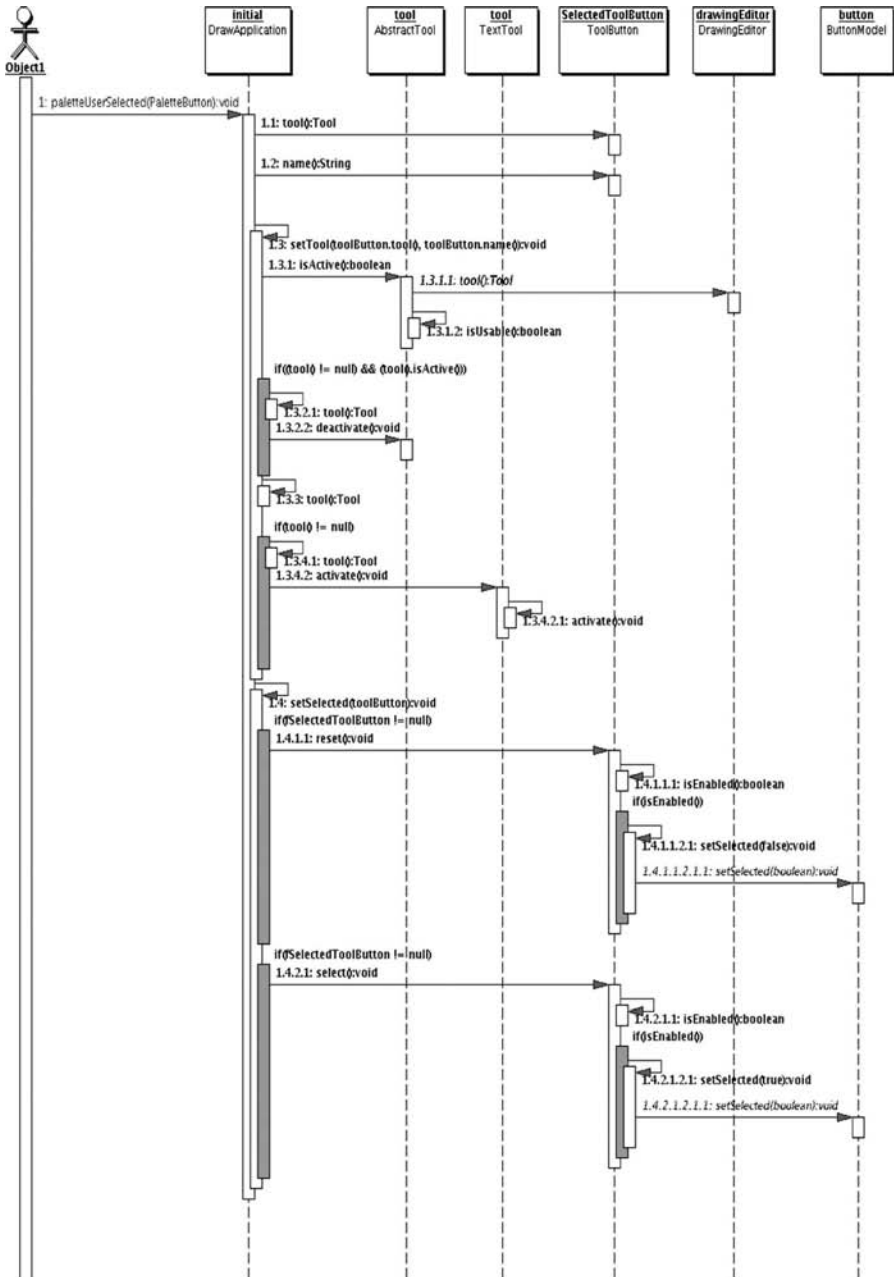 initial
DrawApplication
tool
AbstractTool
tool
TextTool
SelectedToolButton
ToolButton
drawingEditor
DrawingEditor
button
ButtonModel
Object1
1: paletteUserSelected(PaletteButton):void
1.1: tool():Tool
1.2: name():String
1.3: setTool(toolButton.tool(), toolButton.name()):void
1.3.1: isActive():boolean
1.3.1.1: tool():Tool
1.3.1.2: isUsable():boolean
if((tool() != null) && (tool().isActive()))
1.3.2.1: tool():Tool
1.3.2.2: deactivate():void
1.3.3: tool():Tool
if(tool() != null)
1.3.4.1: tool():Tool
1.3.4.2: activate():void
1.3.4.2.1: activate():void
1.4: setSelected(toolButton):void
if(fSelectedToolButton != null)
1.4.1.1: reset():void
1.4.1.1.1: isEnabled():boolean
if(isEnabled())
1.4.1.1.2.1: setSelected(false):void
1.4.1.1.2.1.1: setSelected(boolean):void
if(fSelectedToolButton != null)
1.4.2.1: select():void
1.4.2.1.1: isEnabled():boolean
if(isEnabled())
1.4.2.1.2.1: setSelected(true):void
1.4.2.1.2.1.1: setSelected(boolean):void